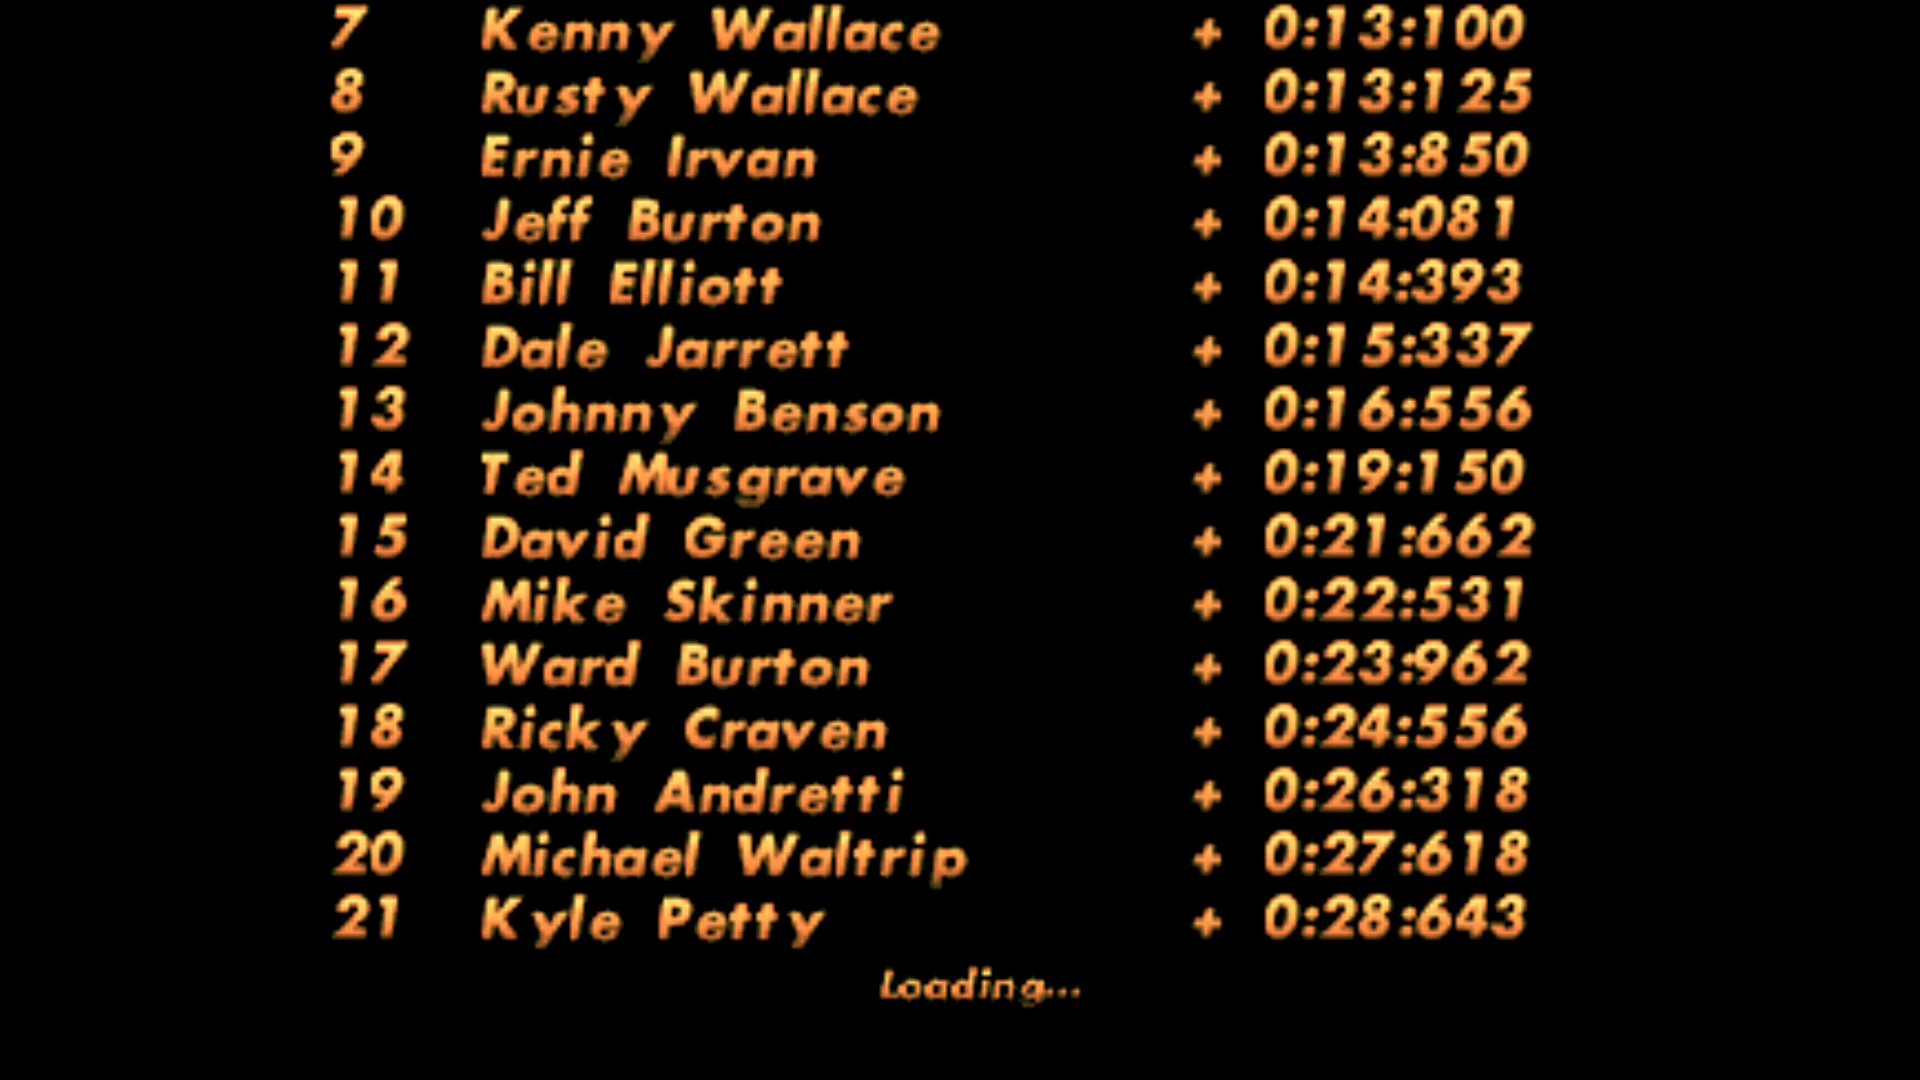 7 Kenny Wallace + 0:13:100
8 Rusty Wallace + 0:13:125
9 Ernie Irvan + 0:13:850
10 Jeff Burton + 0:14:081
11 Bill Elliott + 0:14:393
12 Dale Jarrett + 0:15:337
13 Johnny Benson + 0:16:556
14 Ted Musgrave + 0:19:150
15 David Green + 0:21:662
16 Mike Skinner + 0:22:531
17 Ward Burton + 0:23:962
18 Ricky Craven + 0:24:556
19 John Andretti + 0:26:318
20 Michael Waltrip + 0:27:618
21 Kyle Petty + 0:28:643
Loading...